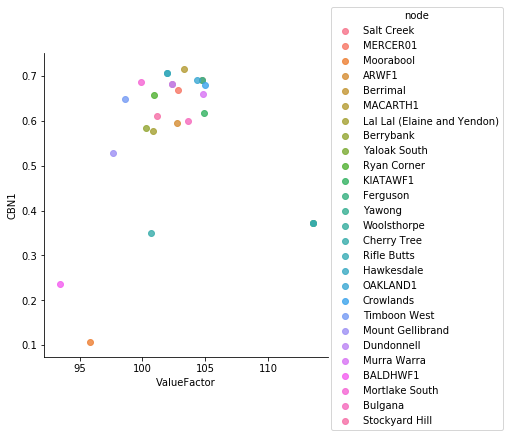 node
Salt Creek
MERCER01
Moorabool
ARWF1
Berrimal
MACARTH1
Lal Lal (Elaine and Yendon)
Berrybank
Yaloak South
Ryan Corner
KIATAWF1
Ferguson
Yawong
Woolsthorpe
Cherry Tree
Rifle Butts
Hawkesdale
OAKLAND1
Crowlands
Timboon West
Mount Gellibrand
Dundonnell
Murra Warra
BALDHWF1
Mortlake South
Bulgana
Stockyard Hill
0.7
0.6
0.5
0.4
0.3
0.2
0.1
CBN1
95
100
105
110
ValueFactor